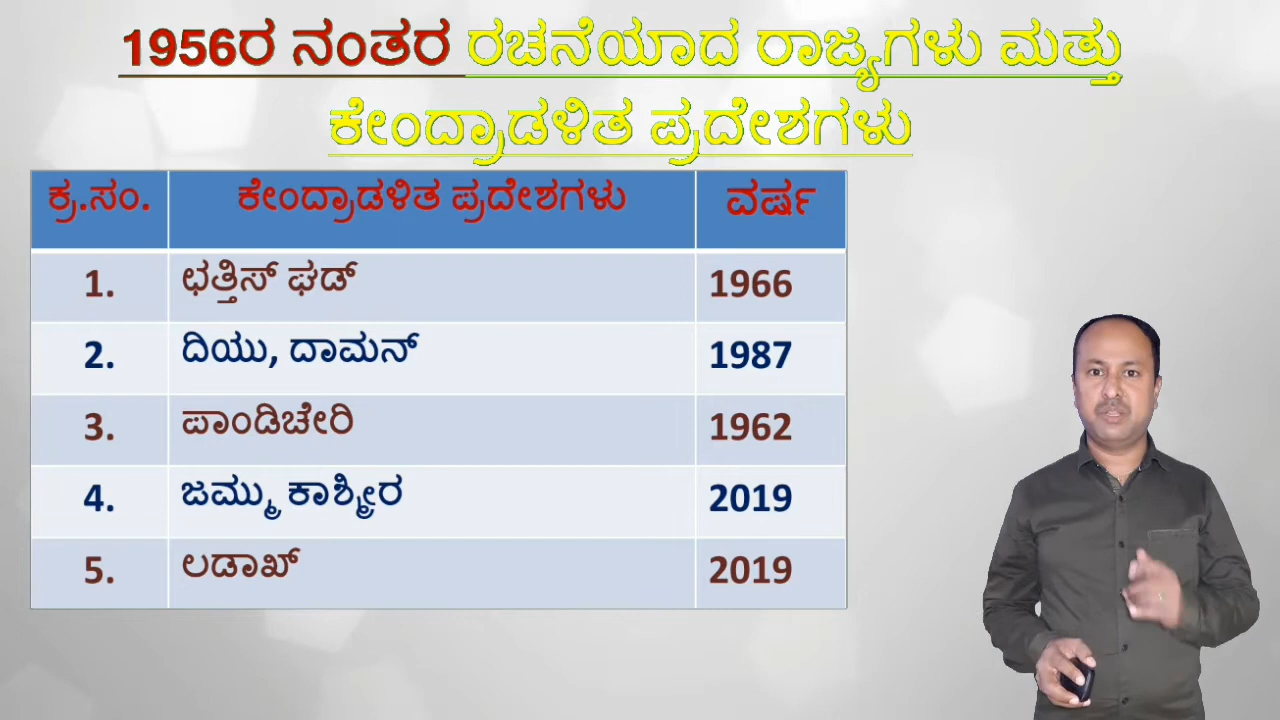 1956ರ ನಂತರ ರಚನೆಯಾದ ರಾಜ್ಯಗಳು ಮತ್ತು
ಕೇಂದ್ರಾಡಳಿತ ಪ್ರದೇಶಗಳು
ಕ್ರ.ಸಂ. ಕೇಂದ್ರಾಡಳಿತ ಪ್ರದೇಶಗಳು ವರ್ಷ
1. ಛತ್ತಿಸ್ ಘಡ್ 1966
2. ದಿಯು, ದಾಮನ್ 1987
3. ಪಾಂಡಿಚೇರಿ 1962
4. ಜಮ್ಮು ಕಾಶ್ಮೀರ 2019
5. ಲಡಾಖ್ 2019